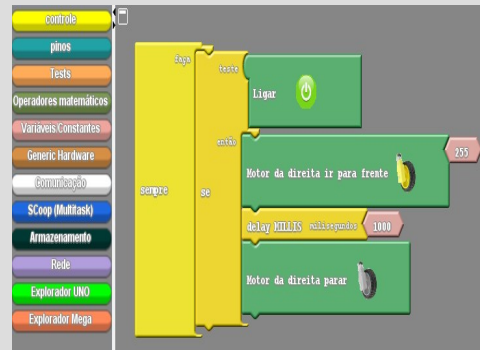 controle
pinos
Tests
Operadores matemáticos
Variáveis/Constantes
Generic Hardware
Comunicação
SCoop (Multitask)
Armazenamento
Rede
Explorador UNO
Explorador Mega
sempre
faça
se
teste
Ligar
então
Motor da direita ir para frente
255
delay MILLIS milisegundos
1000
Motor da direita parar